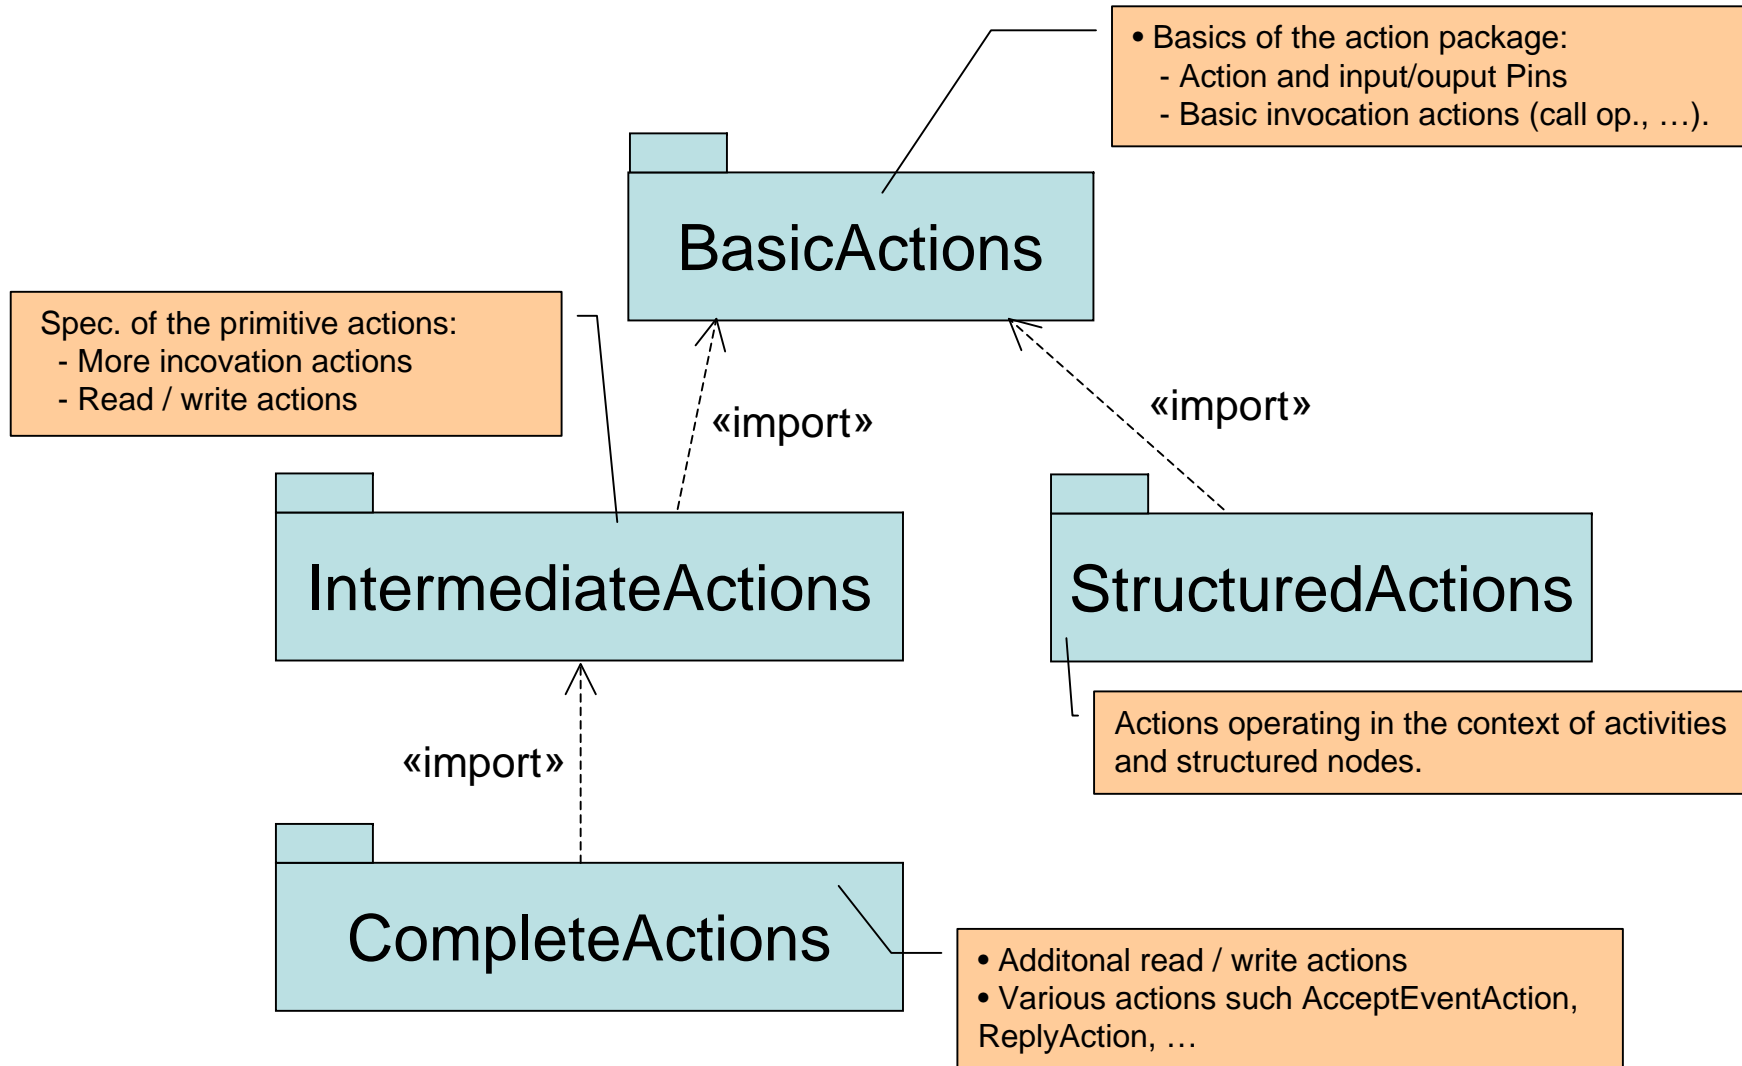 • Basics of the action package:
- Action and input/ouput Pins
- Basic invocation actions (call op., …).
BasicActions
Spec. of the primitive actions:
- More incovation actions
- Read / write actions
«import»
«import»
IntermediateActions
StructuredActions
Actions operating in the context of activities
and structured nodes.
«import»
CompleteActions
• Additonal read / write actions
• Various actions such AcceptEventAction,
ReplyAction, …